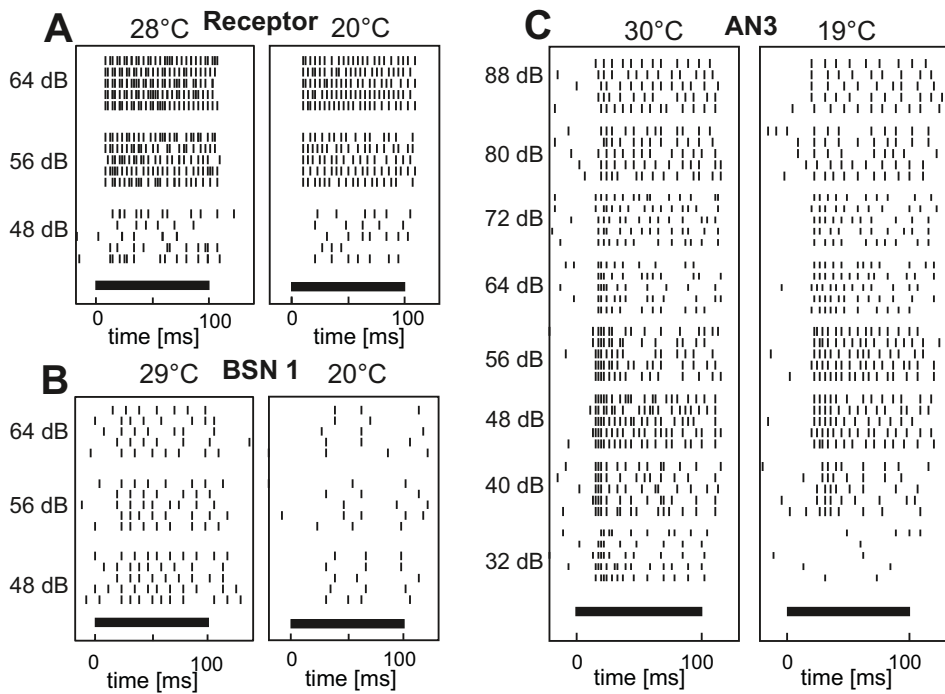 A Receptor
28°C 20°C
64 dB
56 dB
48 dB
0 100 0 100
time [ms] time [ms]
B BSN 1
29°C 20°C
64 dB
56 dB
48 dB
0 100 0 100
time [ms] time [ms]
C AN3
30°C 19°C
88 dB
80 dB
72 dB
64 dB
56 dB
48 dB
40 dB
32 dB
0 100 0 100
time [ms] time [ms]